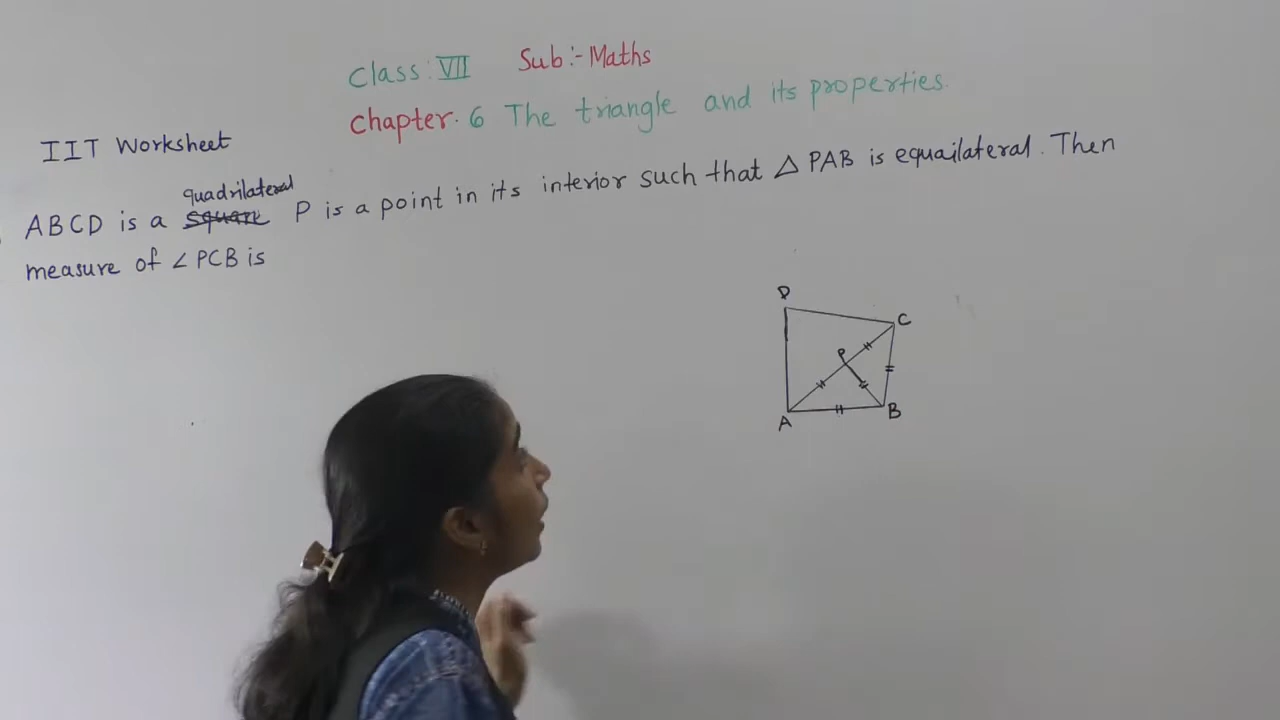 Class: VII Sub:- Maths
Chapter. 6 The triangle and its properties.
IIT Worksheet
quadrilateral
ABCD is a square P is a point in its interior such that △ PAB is equailateral. Then
measure of ∠PCB is
D
C
P
A
B